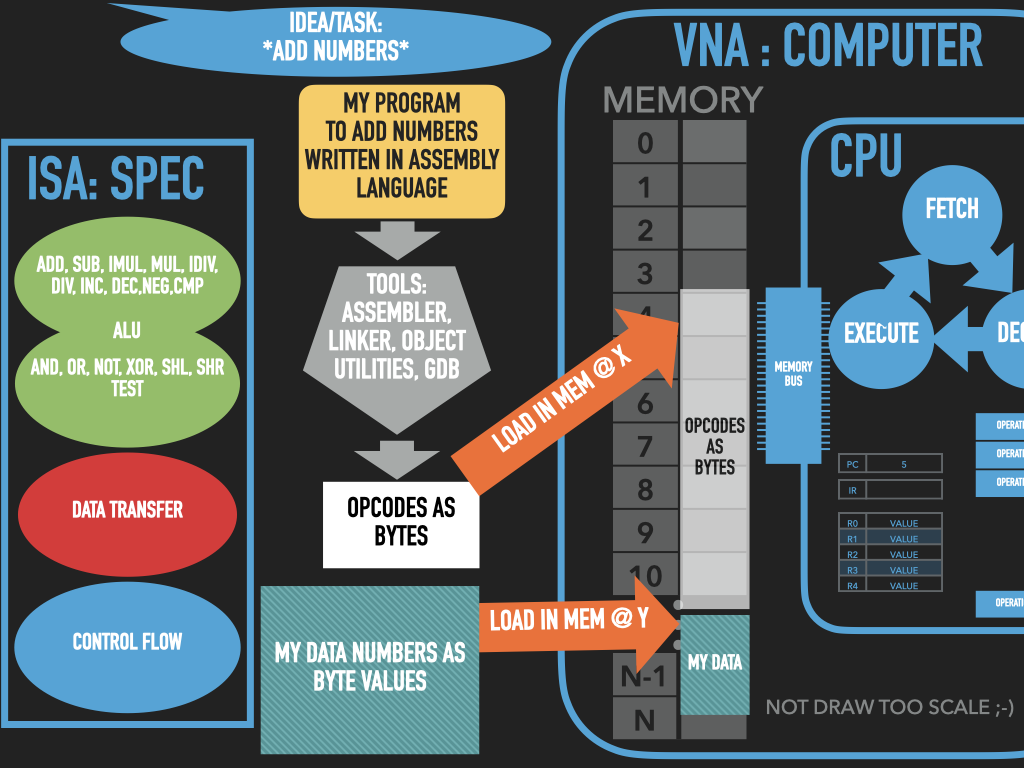 IDEA/TASK:
*ADD NUMBERS*
MY PROGRAM
TO ADD NUMBERS
WRITTEN IN ASSEMBLY
LANGUAGE
ISA: SPEC
ADD, SUB, IMUL, MUL, IDIV,
DIV, INC, DEC,NEG,CMP
ALU
AND, OR, NOT, XOR, SHL, SHR
TEST
DATA TRANSFER
CONTROL FLOW
TOOLS:
ASSEMBLER,
LINKER, OBJECT
UTILITIES, GDB
OPCODES AS
BYTES
MY DATA NUMBERS AS
BYTE VALUES
LOAD IN MEM @ X
LOAD IN MEM @ Y
VNA : COMPUTER
MEMORY
0
1
2
3
4
6
7
8
9
10
N-1
N
OPCODES
AS
BYTES
MY DATA
MEMORY
BUS
CPU
FETCH
EXECUTE
DEC
PC 5
IR
R0 VALUE
R1 VALUE
R2 VALUE
R3 VALUE
R4 VALUE
OPERATI
OPERATI
OPERATI
OPERATI
NOT DRAW TOO SCALE ;-)